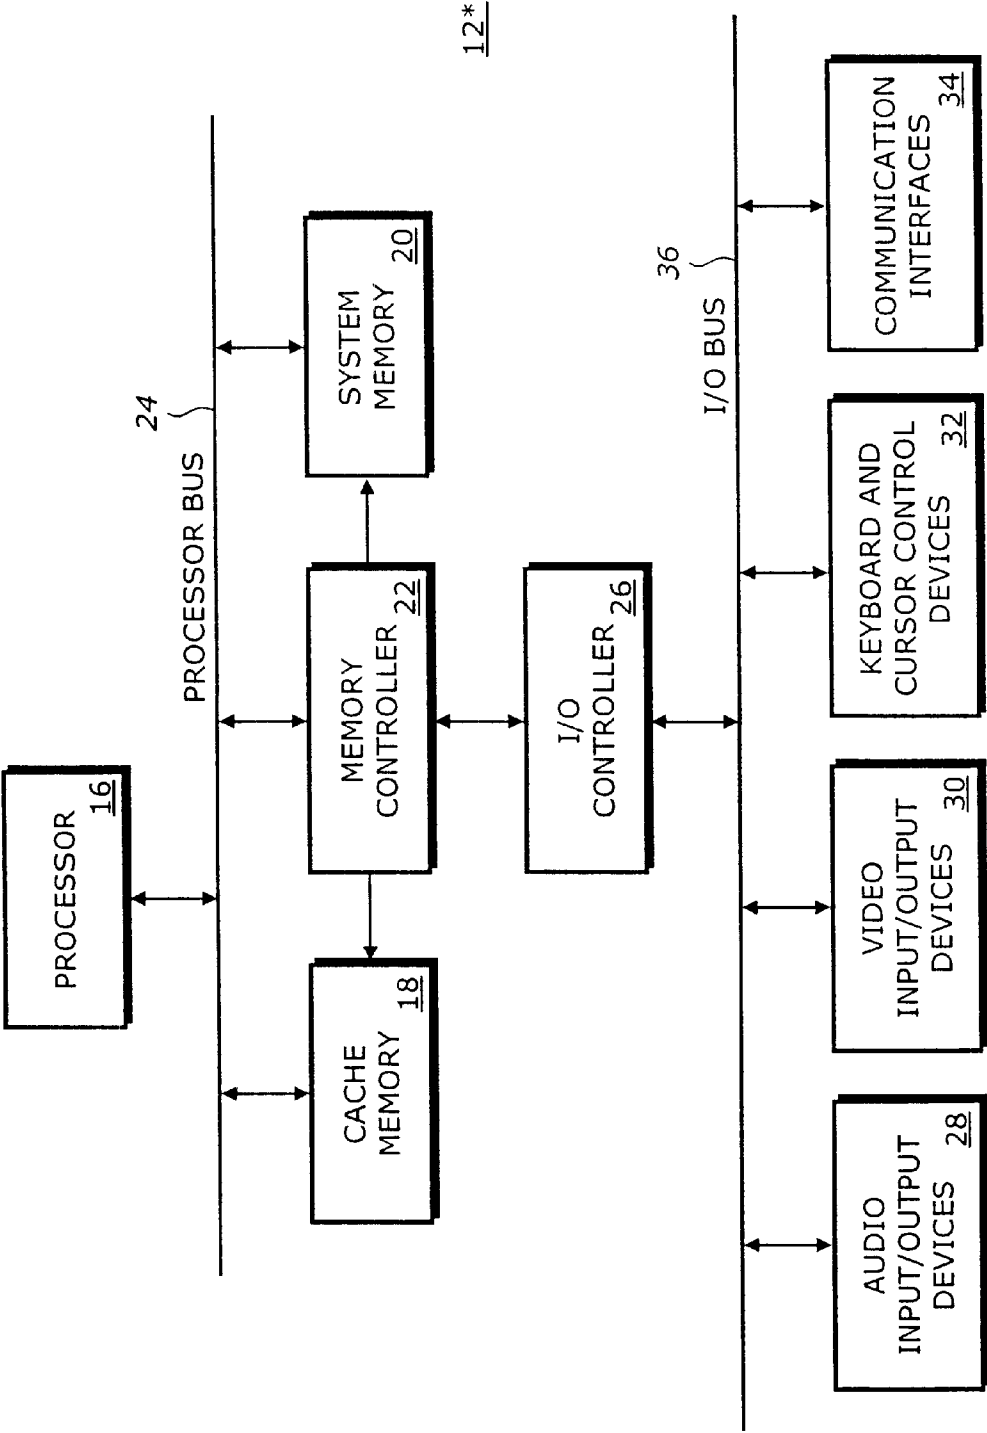 12*
PROCESSOR
16
PROCESSOR BUS
24
CACHE
MEMORY
18
MEMORY
CONTROLLER
22
SYSTEM
MEMORY
20
I/O
CONTROLLER
26
I/O BUS
36
AUDIO
INPUT/OUTPUT
DEVICES
28
VIDEO
INPUT/OUTPUT
DEVICES
30
KEYBOARD AND
CURSOR CONTROL
DEVICES
32
COMMUNICATION
INTERFACES
34